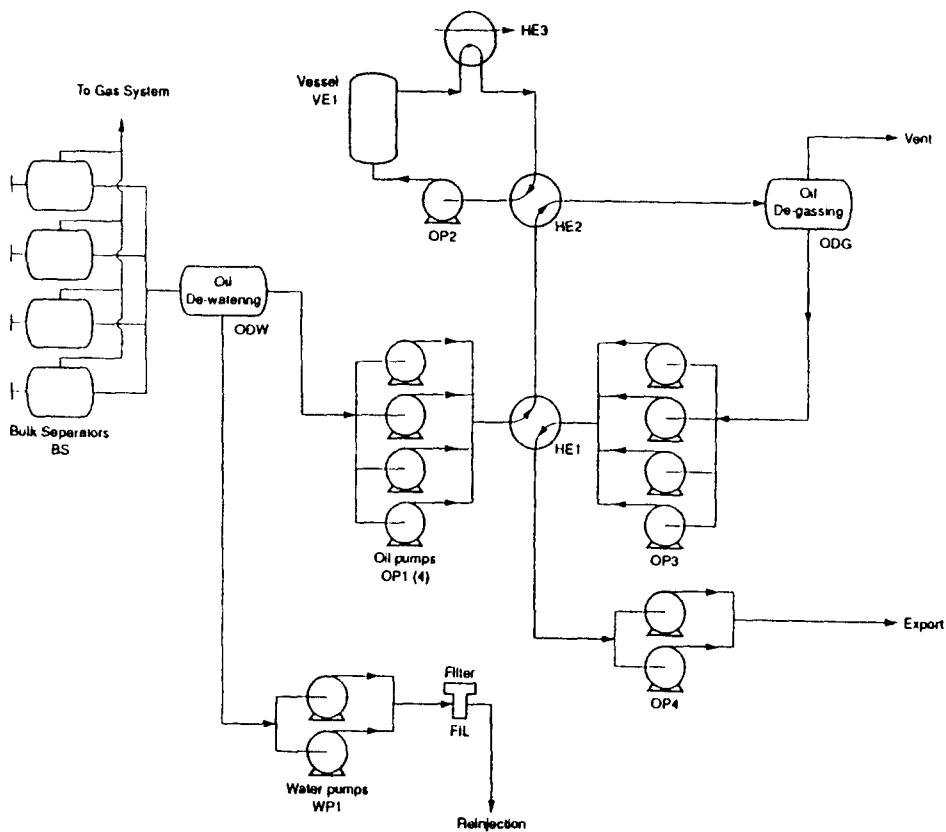 HE3
Vessel
VE1
To Gas System
Vent
Oil
De-gassing
ODG
OP2
HE2
Oil
De-watering
ODW
Bulk Separators
BS
HE1
Oil pumps
OP1 (4)
OP3
Export
OP4
Filter
FIL
Water pumps
WP1
Reinjection